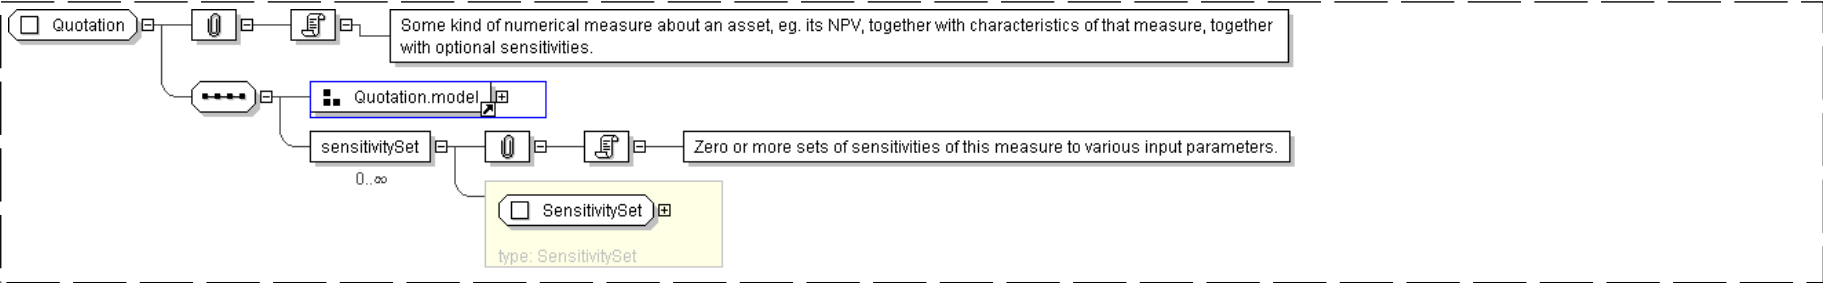 Quotation
Some kind of numerical measure about an asset, eg. its NPV, together with characteristics of that measure, together
with optional sensitivities.
Quotation.model
sensitivitySet
Zero or more sets of sensitivities of this measure to various input parameters.
0..∞
SensitivitySet
type: SensitivitySet